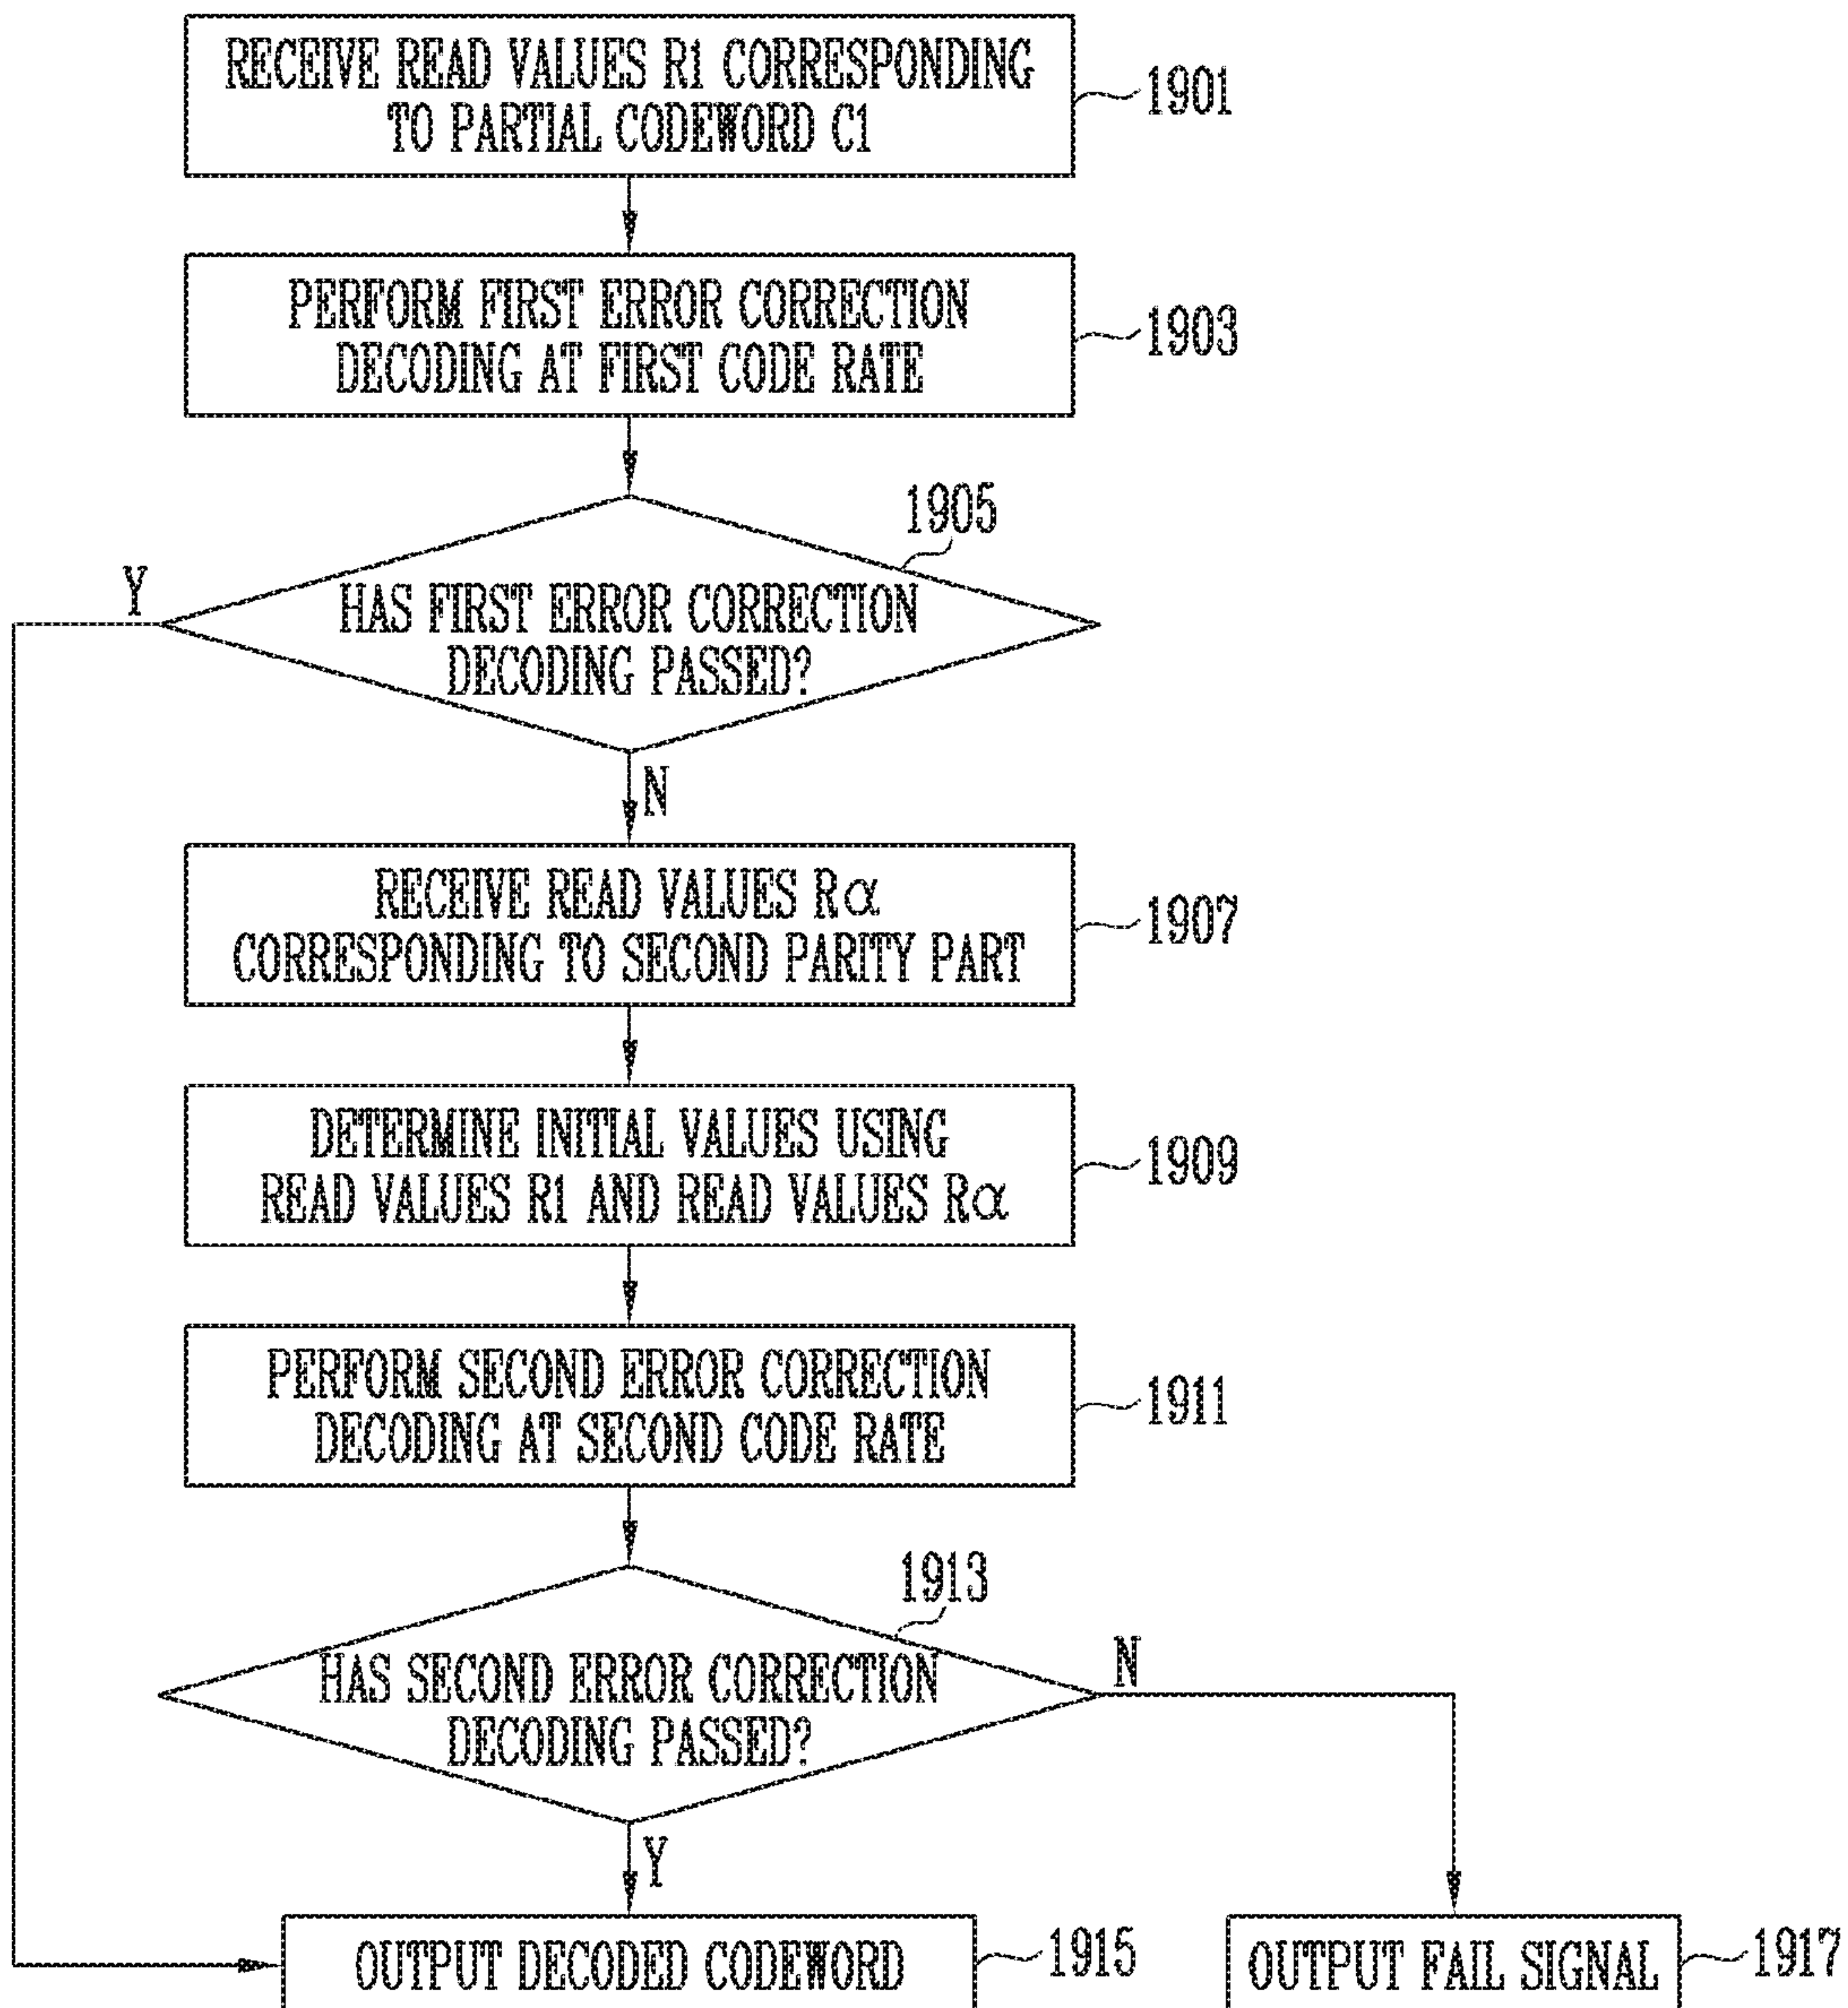 RECEIVE READ VALUES R1 CORRESPONDING
TO PARTIAL CODEWORD C1
1901
PERFORM FIRST ERROR CORRECTION
DECODING AT FIRST CODE RATE
1903
1905
Y
HAS FIRST ERROR CORRECTION
DECODING PASSED?
N
RECEIVE READ VALUES Rα
CORRESPONDING TO SECOND PARITY PART
1907
DETERMINE INITIAL VALUES USING
READ VALUES R1 AND READ VALUES Rα
1909
PERFORM SECOND ERROR CORRECTION
DECODING AT SECOND CODE RATE
1911
1913
HAS SECOND ERROR CORRECTION
DECODING PASSED?
N
Y
OUTPUT DECODED CODEWORD
1915
OUTPUT FAIL SIGNAL
1917